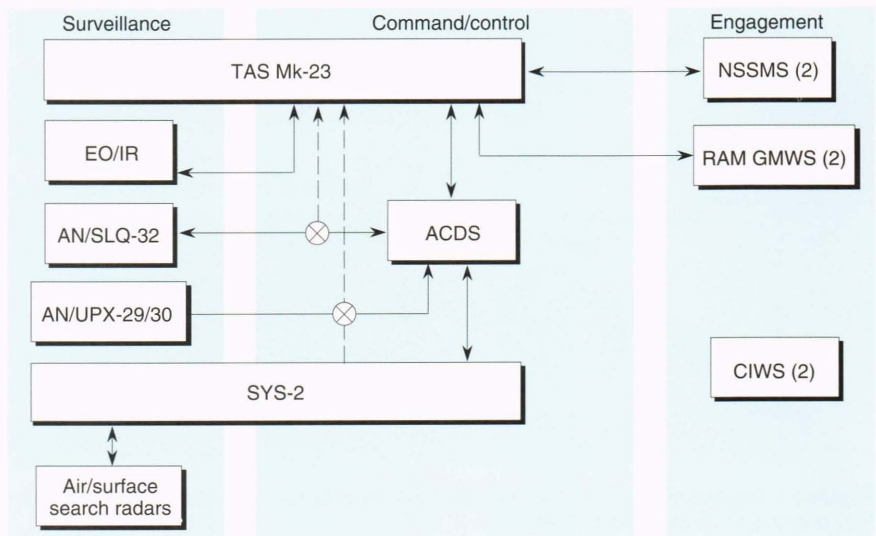 Surveillance
Command/control
Engagement
TAS Mk-23
NSSMS (2)
EO/IR
RAM GMWS (2)
AN/SLQ-32
ACDS
AN/UPX-29/30
SYS-2
CIWS (2)
Air/surface
search radars